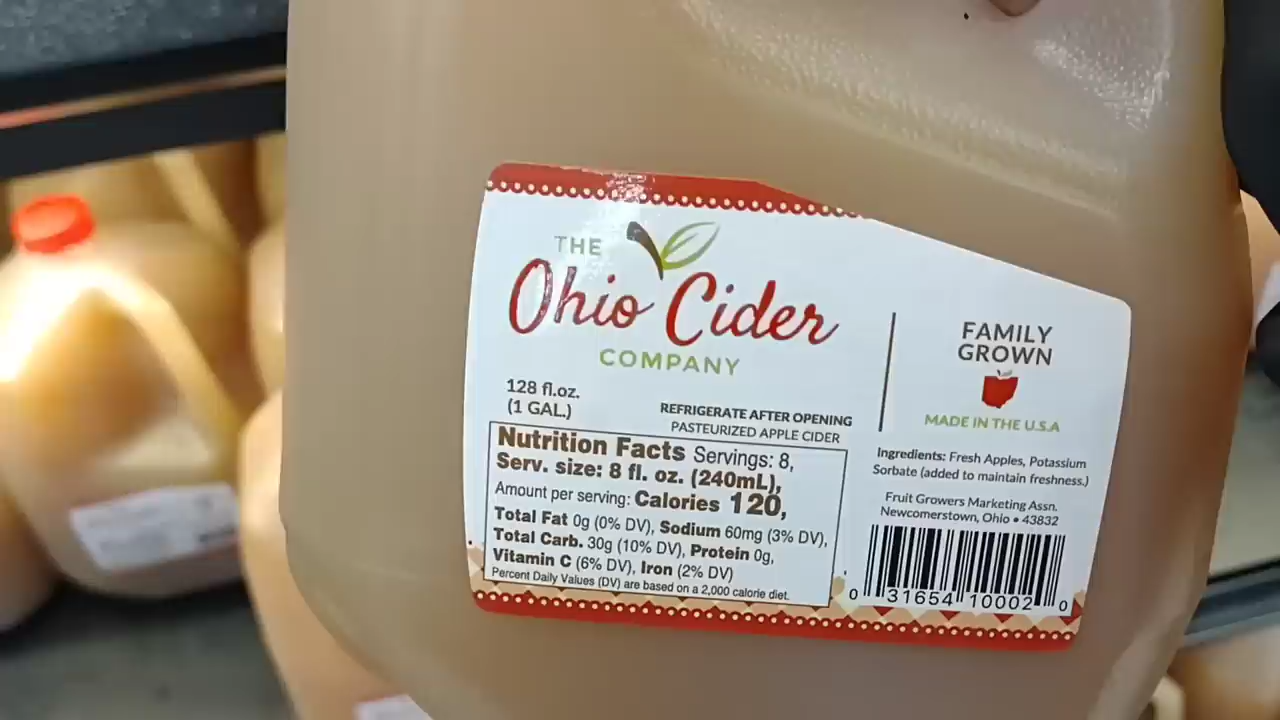 THE
Ohio Cider
COMPANY
128 fl.oz.
(1 GAL.)
REFRIGERATE AFTER OPENING
PASTEURIZED APPLE CIDER
Nutrition Facts Servings: 8,
Serv. size: 8 fl. oz. (240mL),
Amount per serving: Calories 120,
Total Fat 0g (0% DV), Sodium 60mg (3% DV),
Total Carb. 30g (10% DV), Protein 0g,
Vitamin C (6% DV), Iron (2% DV)
Percent Daily Values (DV) are based on a 2,000 calorie diet.
FAMILY
GROWN
MADE IN THE U.S.A
Ingredients: Fresh Apples, Potassium
Sorbate (added to maintain freshness.)
Fruit Growers Marketing Assn.
Newcomerstown, Ohio • 43832
0 31654 10002 0